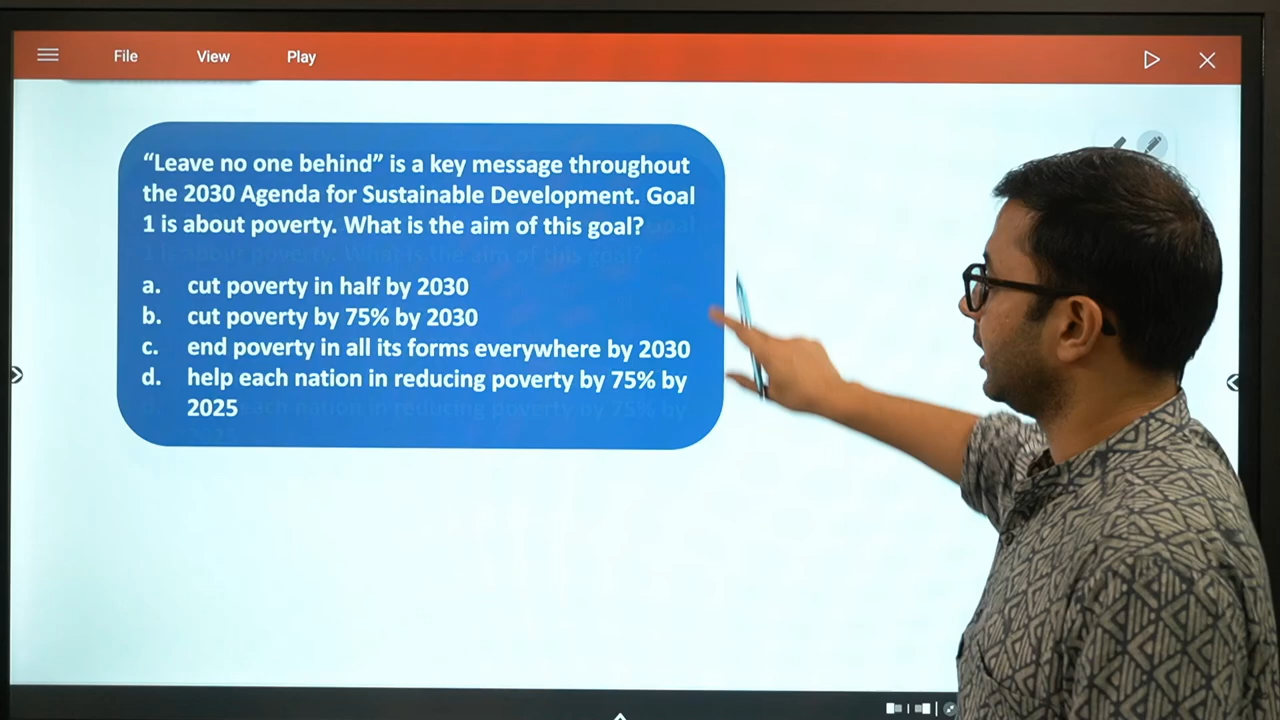 File View Play
“Leave no one behind” is a key message throughout
the 2030 Agenda for Sustainable Development. Goal
1 is about poverty. What is the aim of this goal?
a. cut poverty in half by 2030
b. cut poverty by 75% by 2030
c. end poverty in all its forms everywhere by 2030
d. help each nation in reducing poverty by 75% by
2025